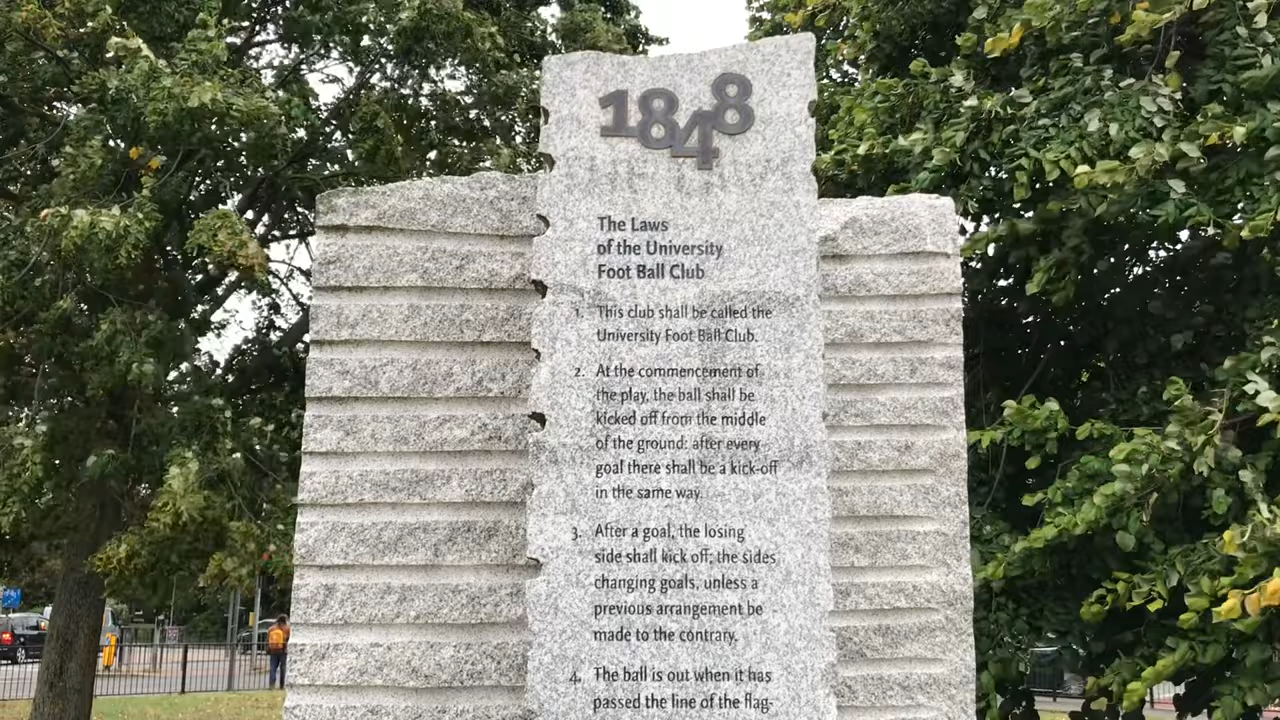 1848
The Laws
of the University
Foot Ball Club
1. This club shall be called the
University Foot Ball Club.
2. At the commencement of
the play, the ball shall be
kicked off from the middle
of the ground: after every
goal there shall be a kick-off
in the same way.
3. After a goal, the losing
side shall kick off; the sides
changing goals, unless a
previous arrangement be
made to the contrary.
4. The ball is out when it has
passed the line of the flag-